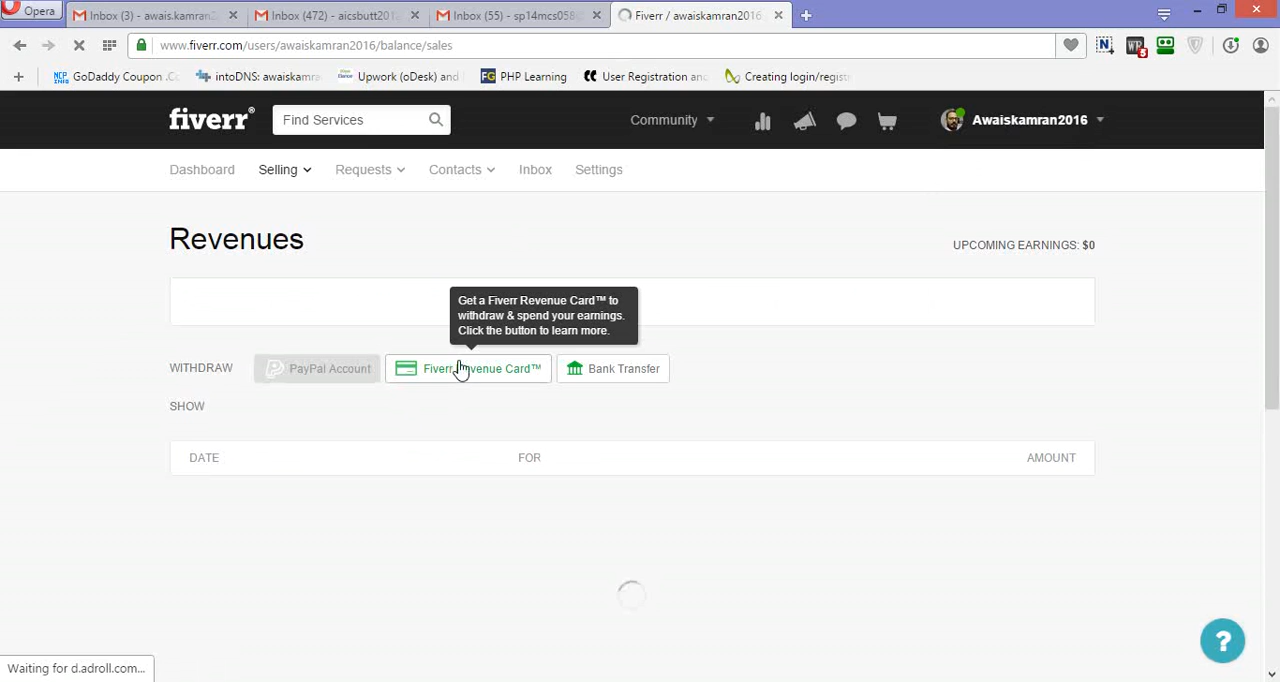 Opera
Inbox (3) - awais.kamran
Inbox (472) - aicsbutt201
Inbox (55) - sp14mcs058
Fiverr / awaiskamran2016
www.fiverr.com/users/awaiskamran2016/balance/sales
5
GoDaddy Coupon .C
intoDNS: awaiskamra
Upwork (oDesk) and
PHP Learning
User Registration an
Creating login/regist
fiverr®
Find Services
Community
Awaiskamran2016
Dashboard
Selling
Requests
Contacts
Inbox
Settings
Revenues
UPCOMING EARNINGS: $0
Get a Fiverr Revenue Card™ to
withdraw & spend your earnings.
Click the button to learn more.
WITHDRAW
PayPal Account
Fiverr Revenue Card™
Bank Transfer
SHOW
DATE
FOR
AMOUNT
?
Waiting for d.adroll.com...